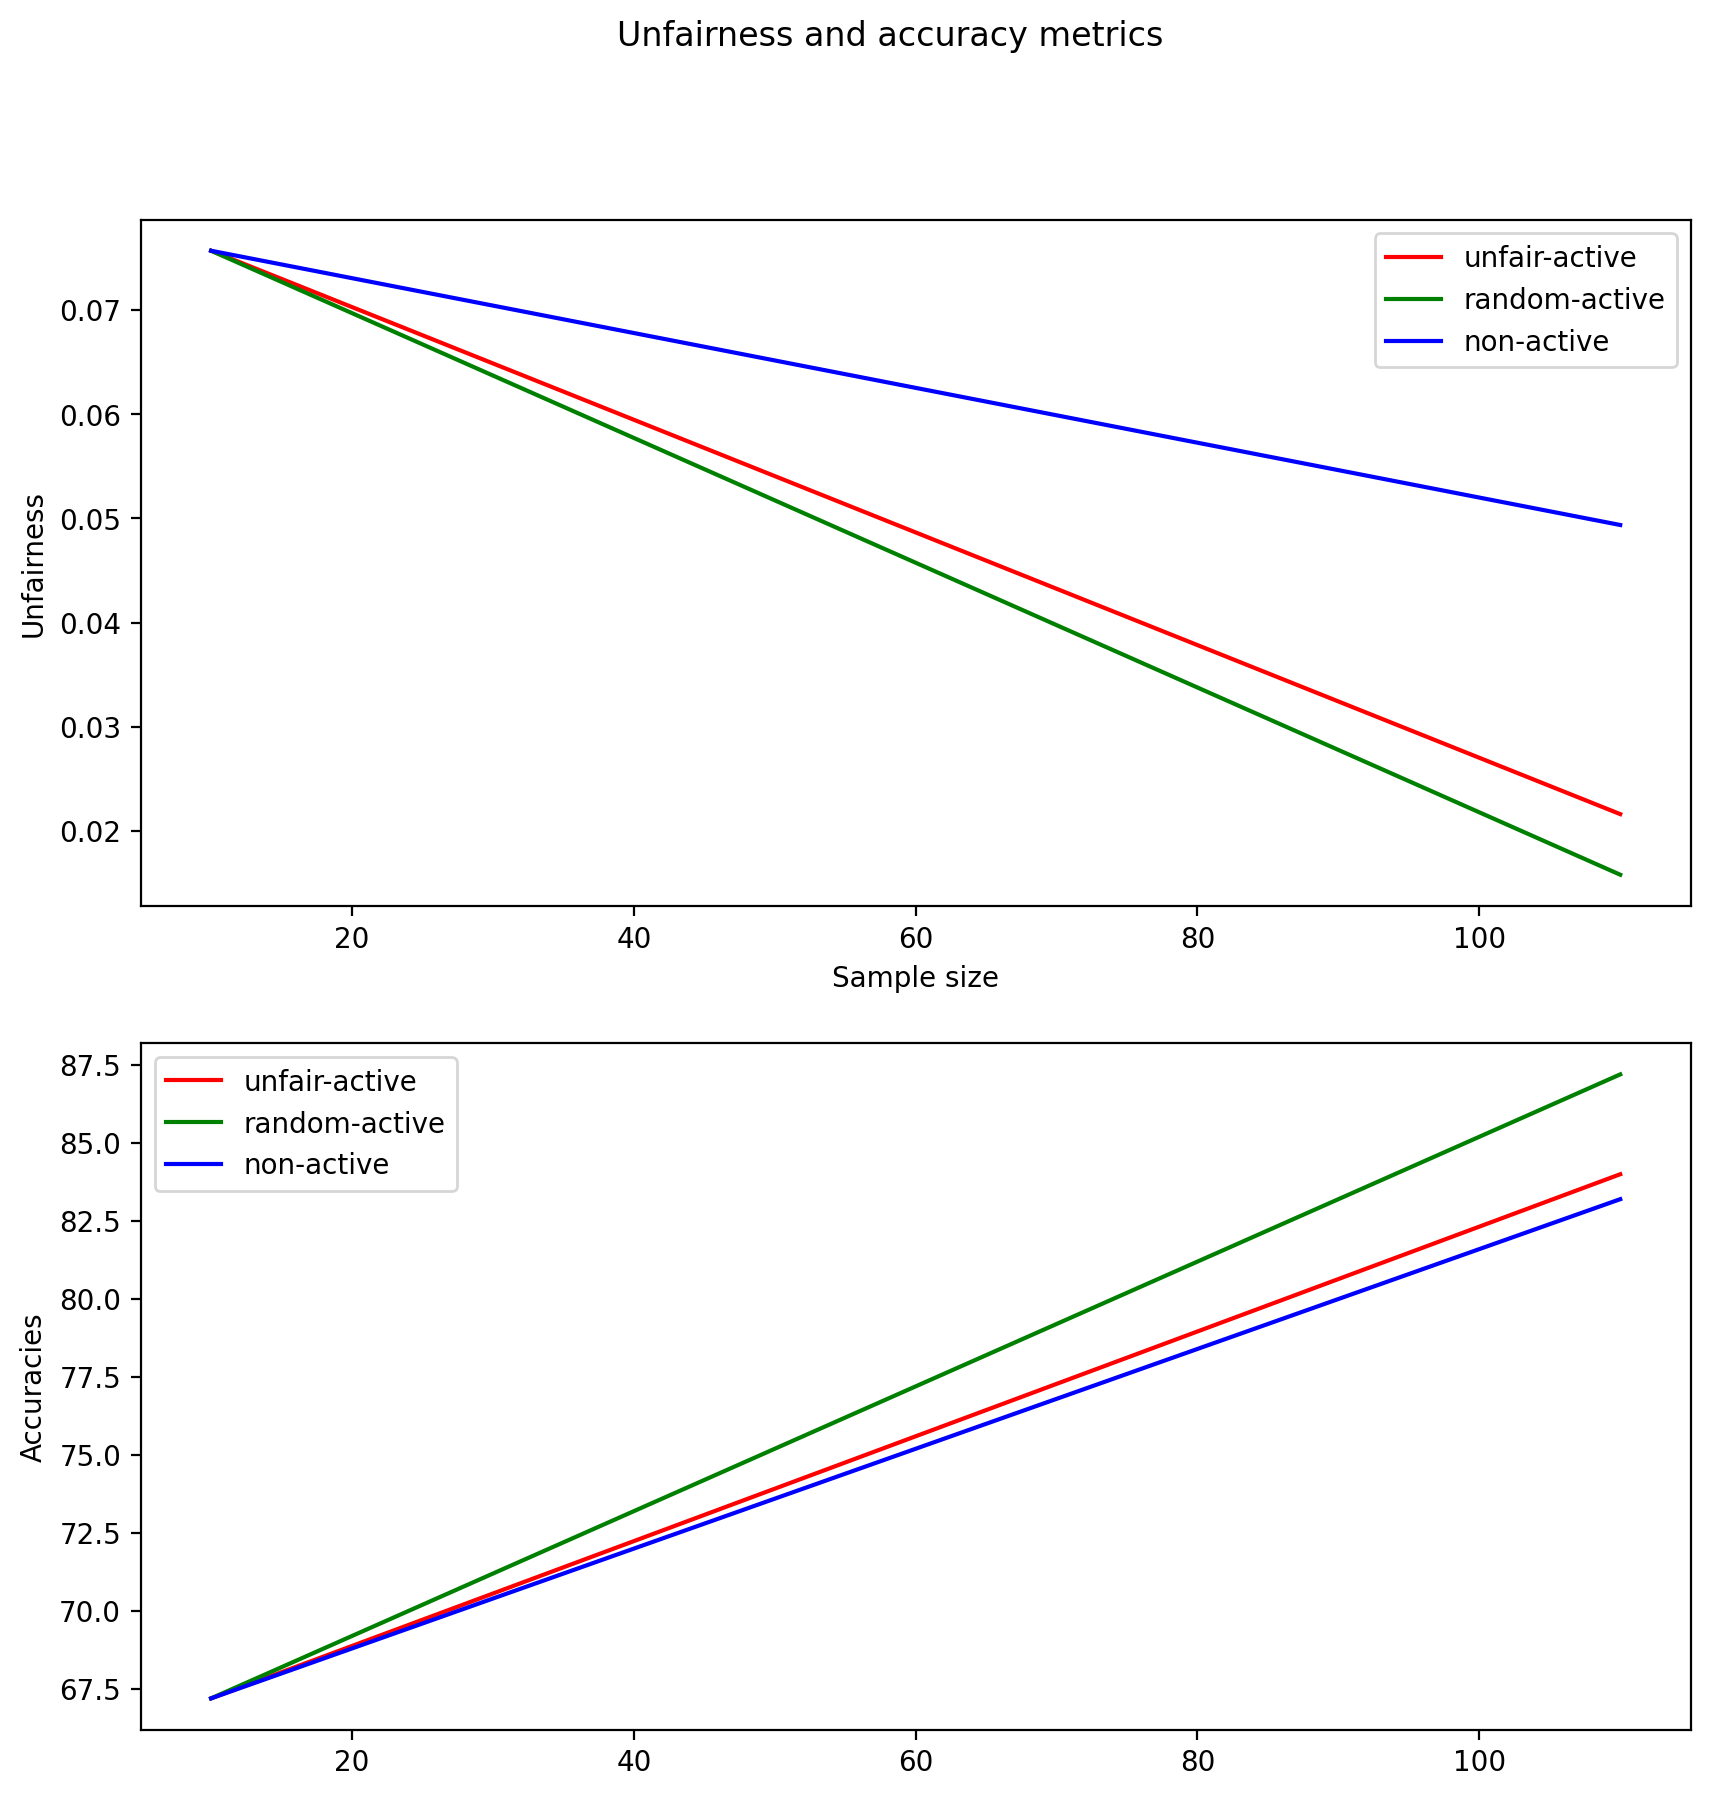 Unfairness and accuracy metrics
unfair-active
random-active
non-active
0.07
0.06
0.05
0.04
0.03
0.02
Unfairness
20 40 60 80 100
Sample size
unfair-active
random-active
non-active
87.5
85.0
82.5
80.0
77.5
75.0
72.5
70.0
67.5
Accuracies
20 40 60 80 100